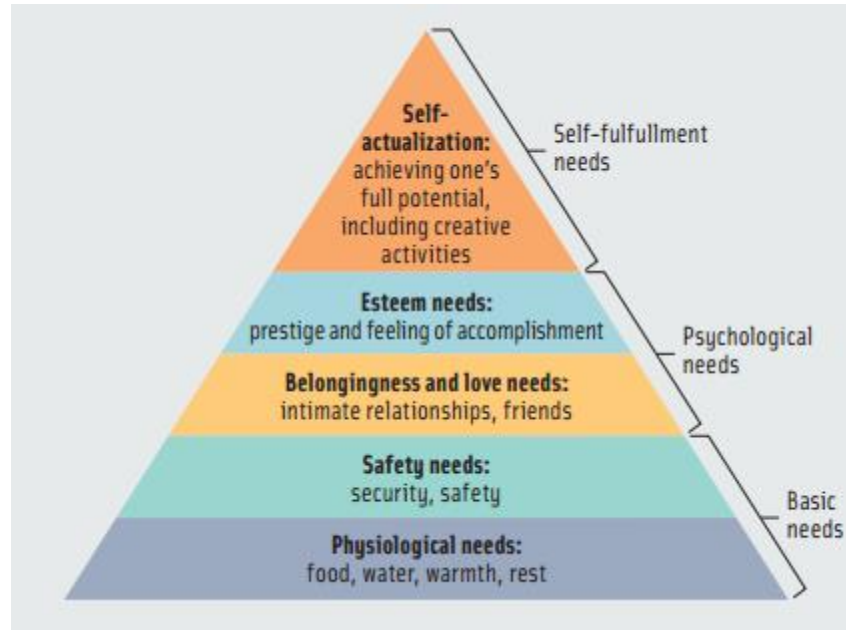 Self-
actualization:
achieving one's
full potential,
including creative
activities
Self-fulfullment
needs
Esteem needs:
prestige and feeling of accomplishment
Psychological
needs
Belongingness and love needs:
intimate relationships, friends
Safety needs:
security, safety
Basic
needs
Physiological needs:
food, water, warmth, rest